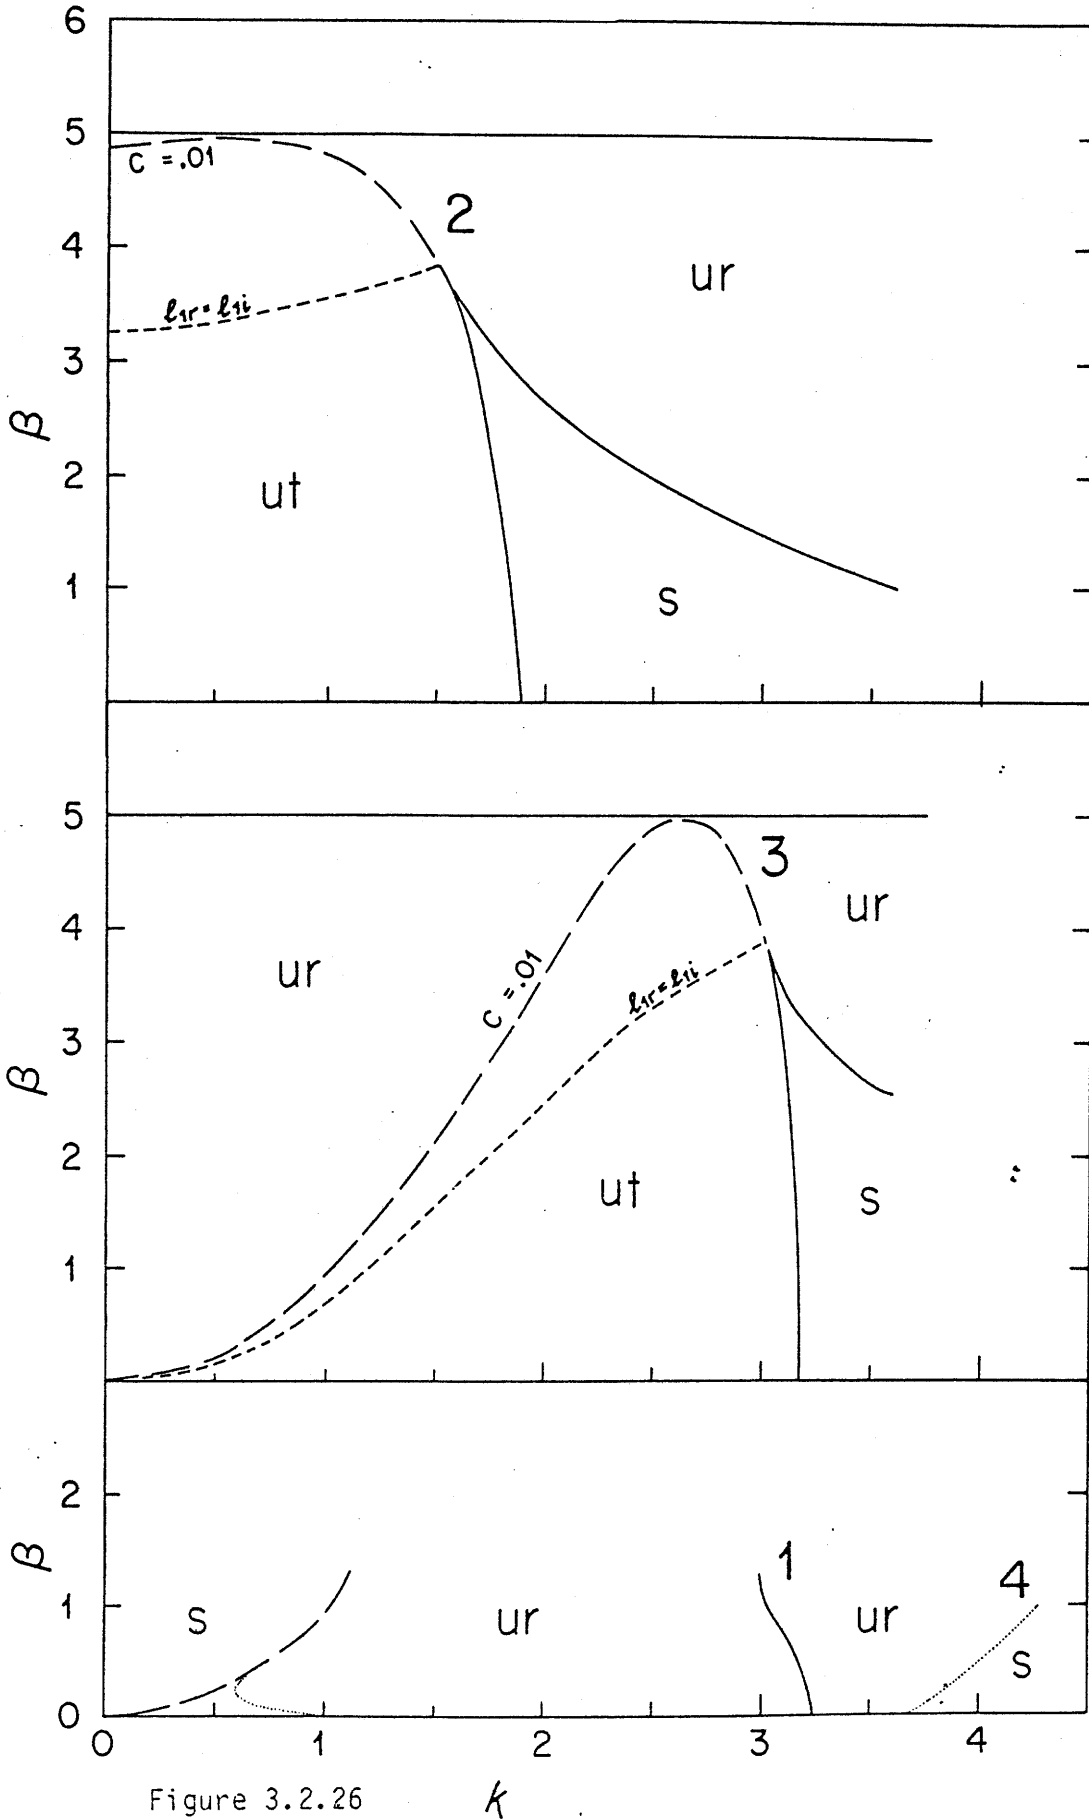 6
5
C = .01
2
4
ur
ℓ1r = ℓ1i
3
β
2
ut
1
s
5
3
4
ur
ur
C = .01
ℓ1r = ℓ1i
3
β
2
ut
s
1
2
β
1
4
1
s
ur
ur
s
0
0 1 2 3 4
Figure 3.2.26
k